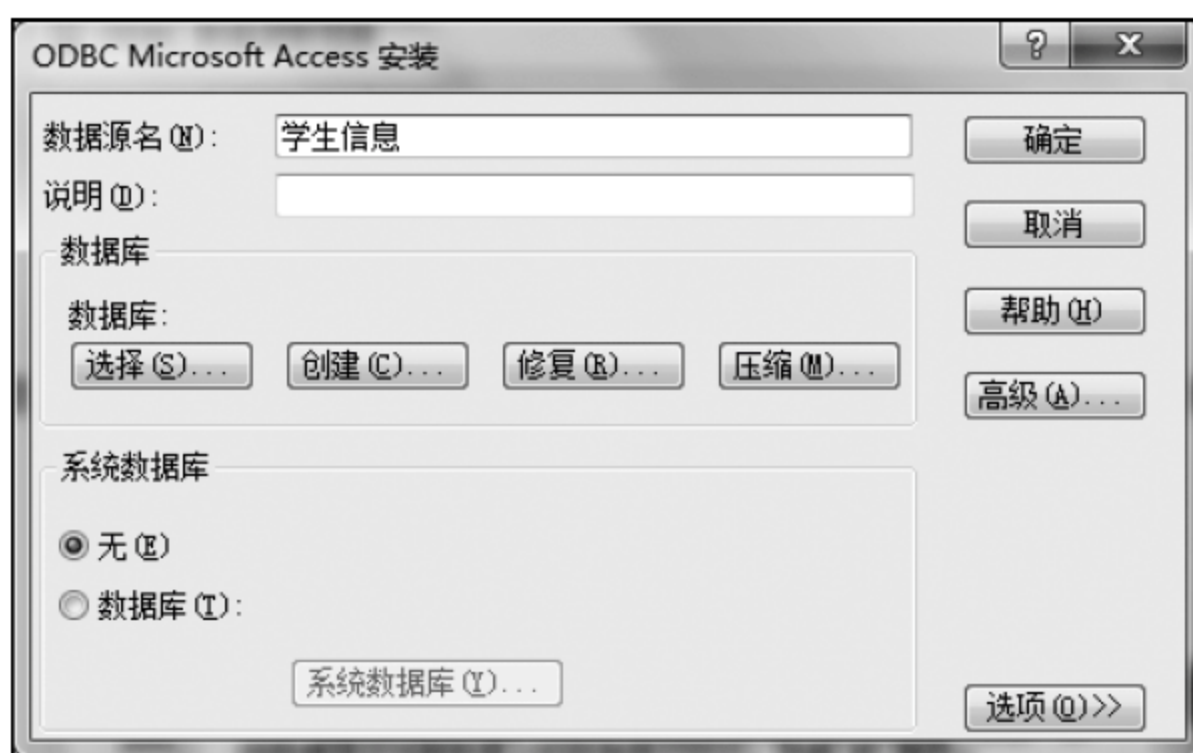 ODBC Microsoft Access 安装
数据源名(N): 学生信息 确定
说明(D): 取消
数据库
数据库:
选择(S)... 创建(C)... 修复(R)... 压缩(M)...
帮助(H)
高级(A)...
系统数据库
无(E)
数据库(T):
系统数据库(Y)...
选项(O)>>